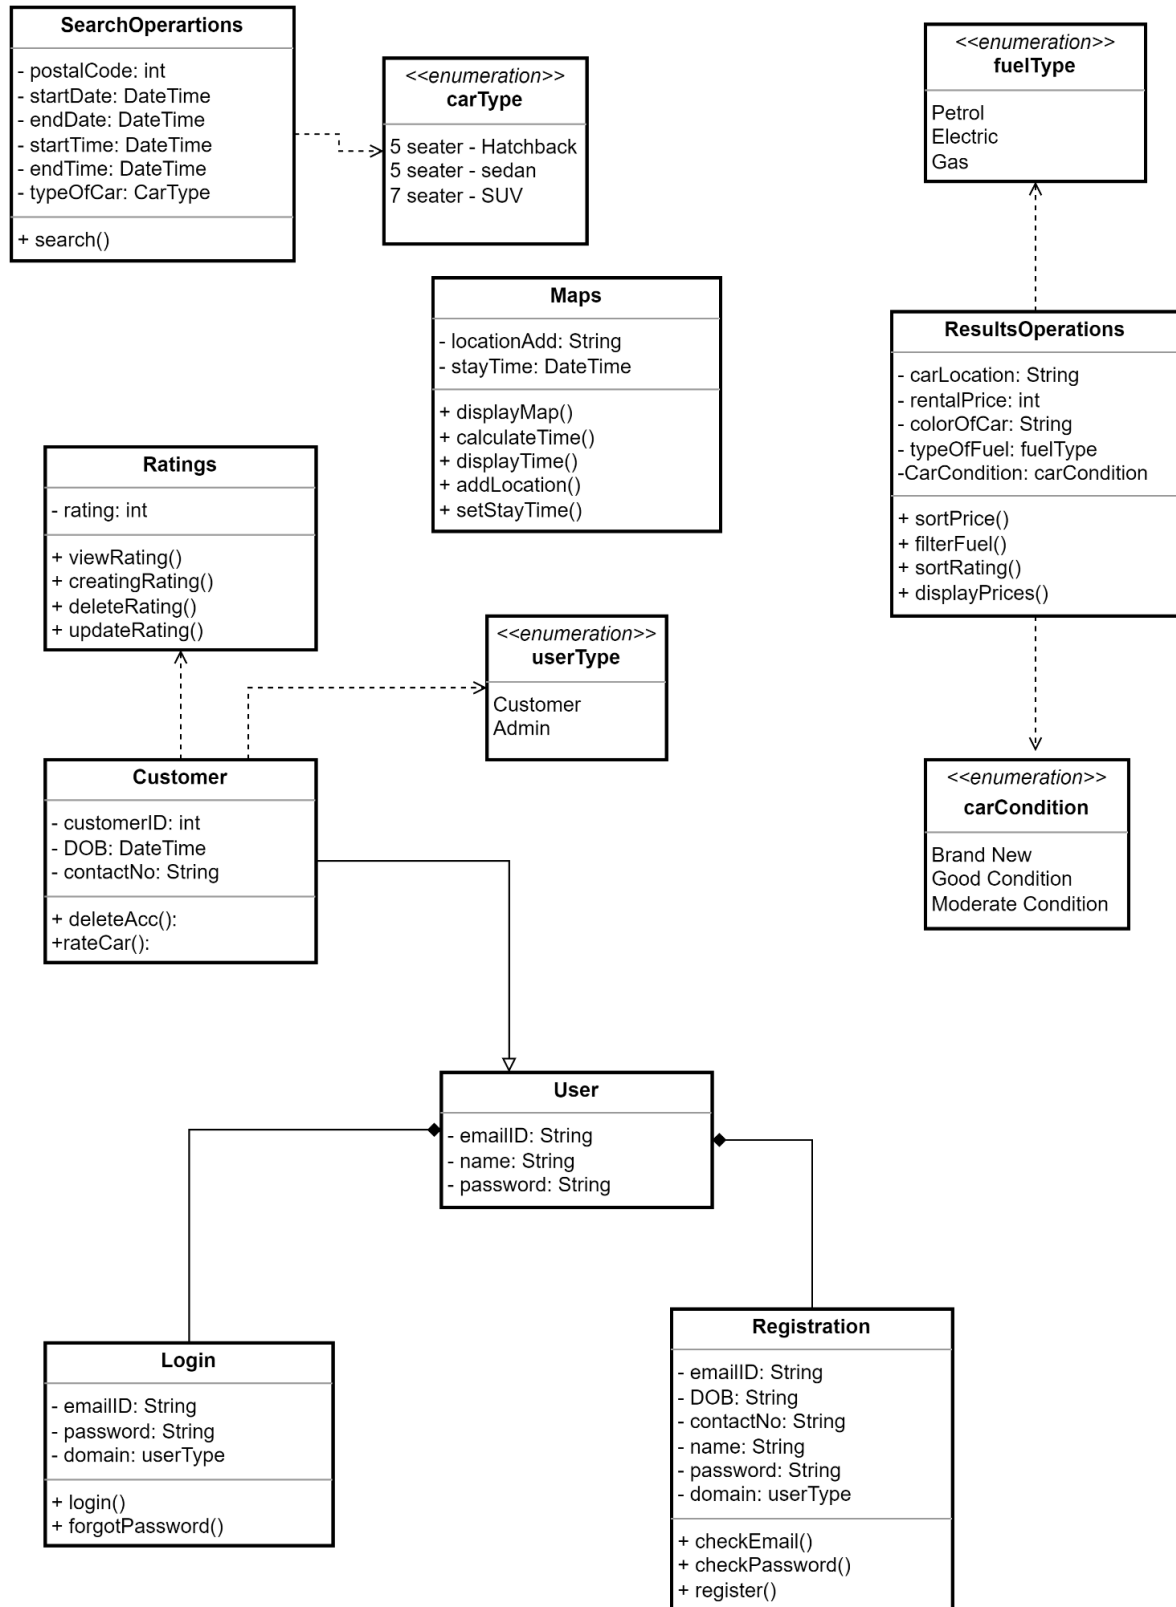 SearchOperartions
- postalCode: int
- startDate: DateTime
- endDate: DateTime
- startTime: DateTime
- endTime: DateTime
- typeOfCar: CarType
+ search()
<<enumeration>>
carType
5 seater - Hatchback
5 seater - sedan
7 seater - SUV
<<enumeration>>
fuelType
Petrol
Electric
Gas
Maps
- locationAdd: String
- stayTime: DateTime
+ displayMap()
+ calculateTime()
+ displayTime()
+ addLocation()
+ setStayTime()
ResultsOperations
- carLocation: String
- rentalPrice: int
- colorOfCar: String
- typeOfFuel: fuelType
-CarCondition: carCondition
+ sortPrice()
+ filterFuel()
+ sortRating()
+ displayPrices()
Ratings
- rating: int
+ viewRating()
+ creatingRating()
+ deleteRating()
+ updateRating()
<<enumeration>>
userType
Customer
Admin
Customer
- customerID: int
- DOB: DateTime
- contactNo: String
+ deleteAcc():
+rateCar():
<<enumeration>>
carCondition
Brand New
Good Condition
Moderate Condition
User
- emailID: String
- name: String
- password: String
Login
- emailID: String
- password: String
- domain: userType
+ login()
+ forgotPassword()
Registration
- emailID: String
- DOB: String
- contactNo: String
- name: String
- password: String
- domain: userType
+ checkEmail()
+ checkPassword()
+ register()